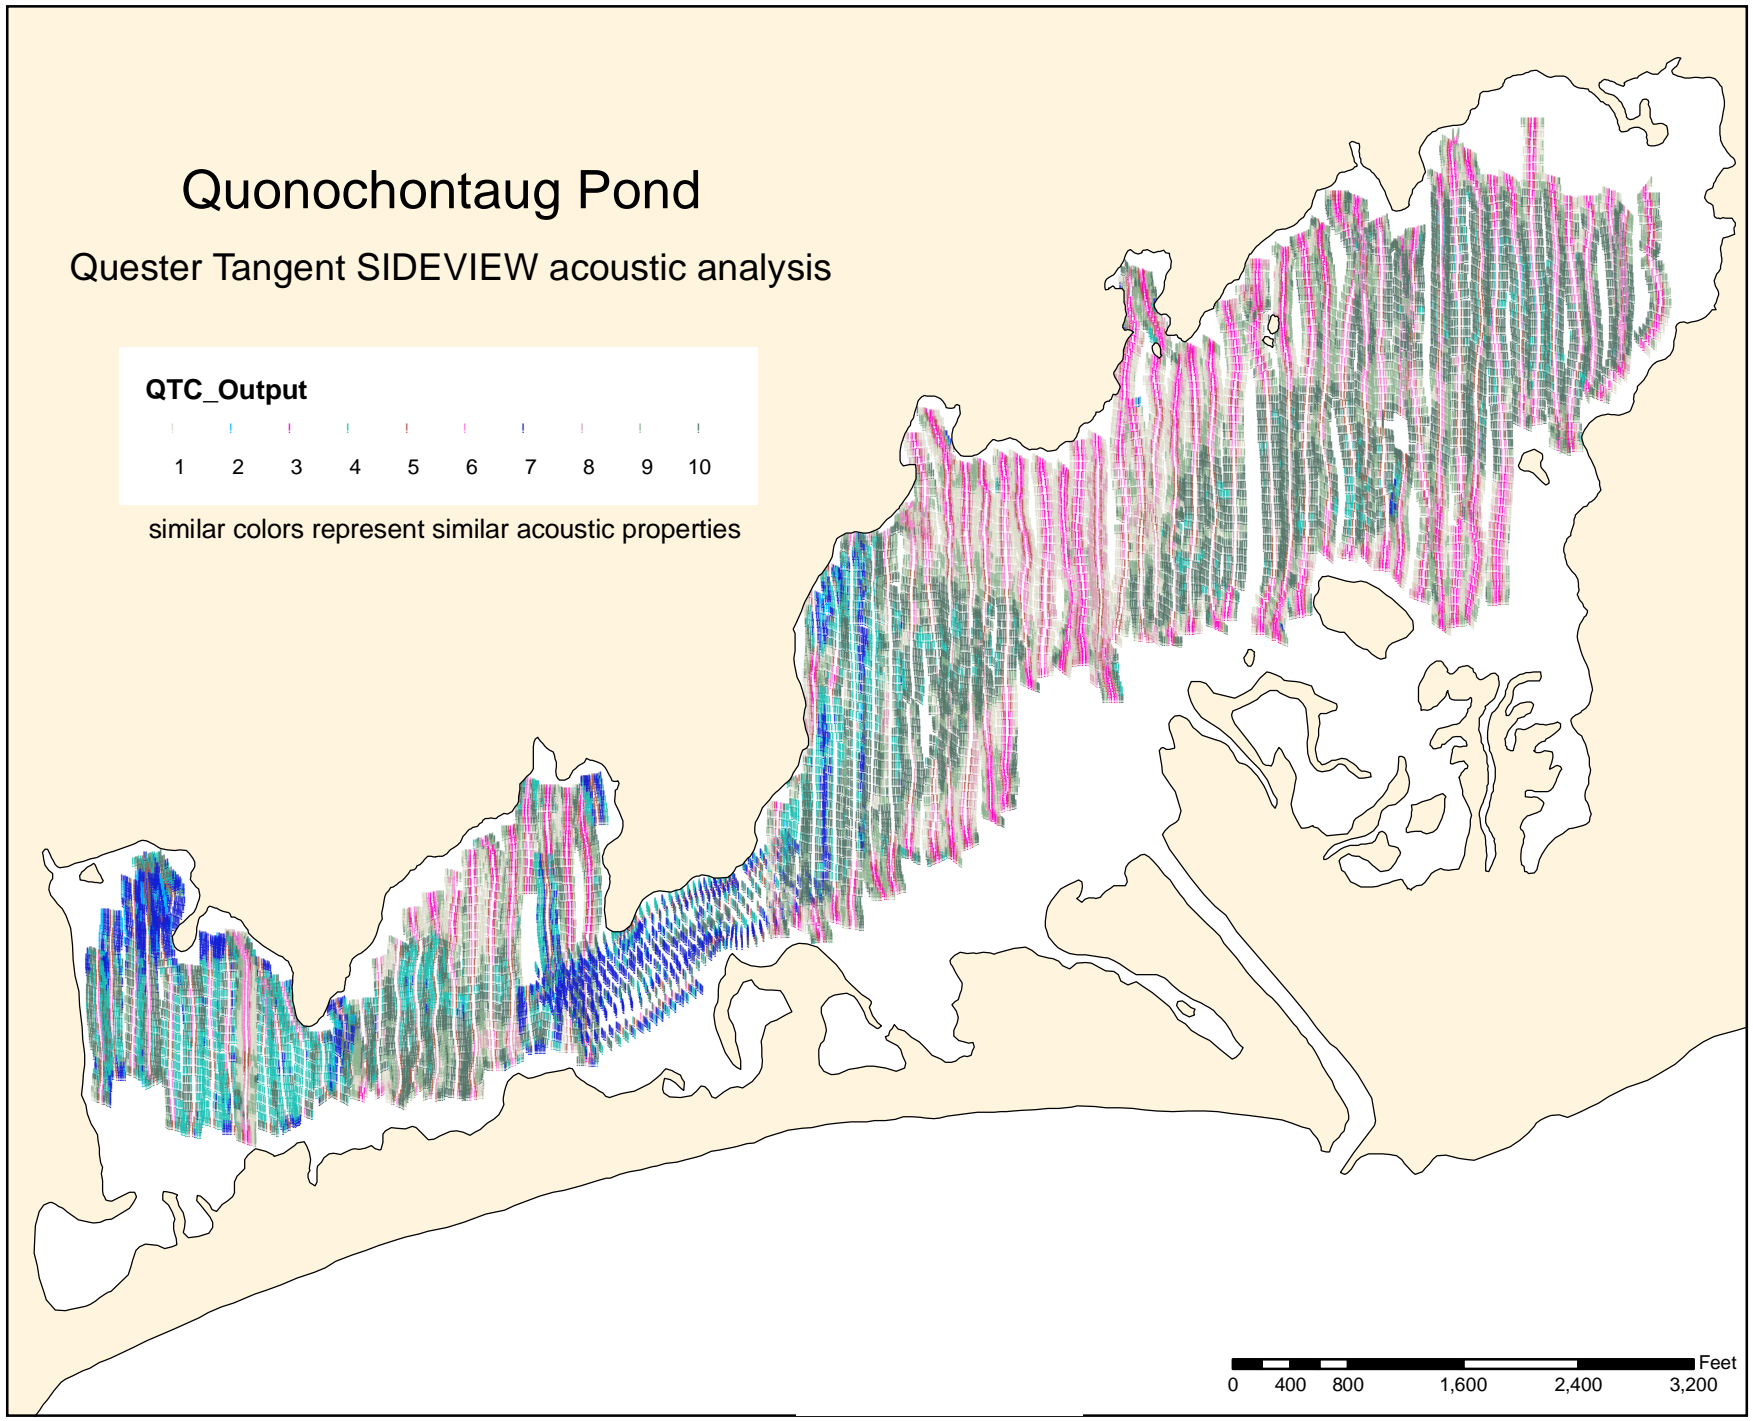 Quonochontaug Pond
Quester Tangent SIDEVIEW acoustic analysis
QTC_Output
1 2 3 4 5 6 7 8 9 10
similar colors represent similar acoustic properties
Feet
0 400 800 1,600 2,400 3,200